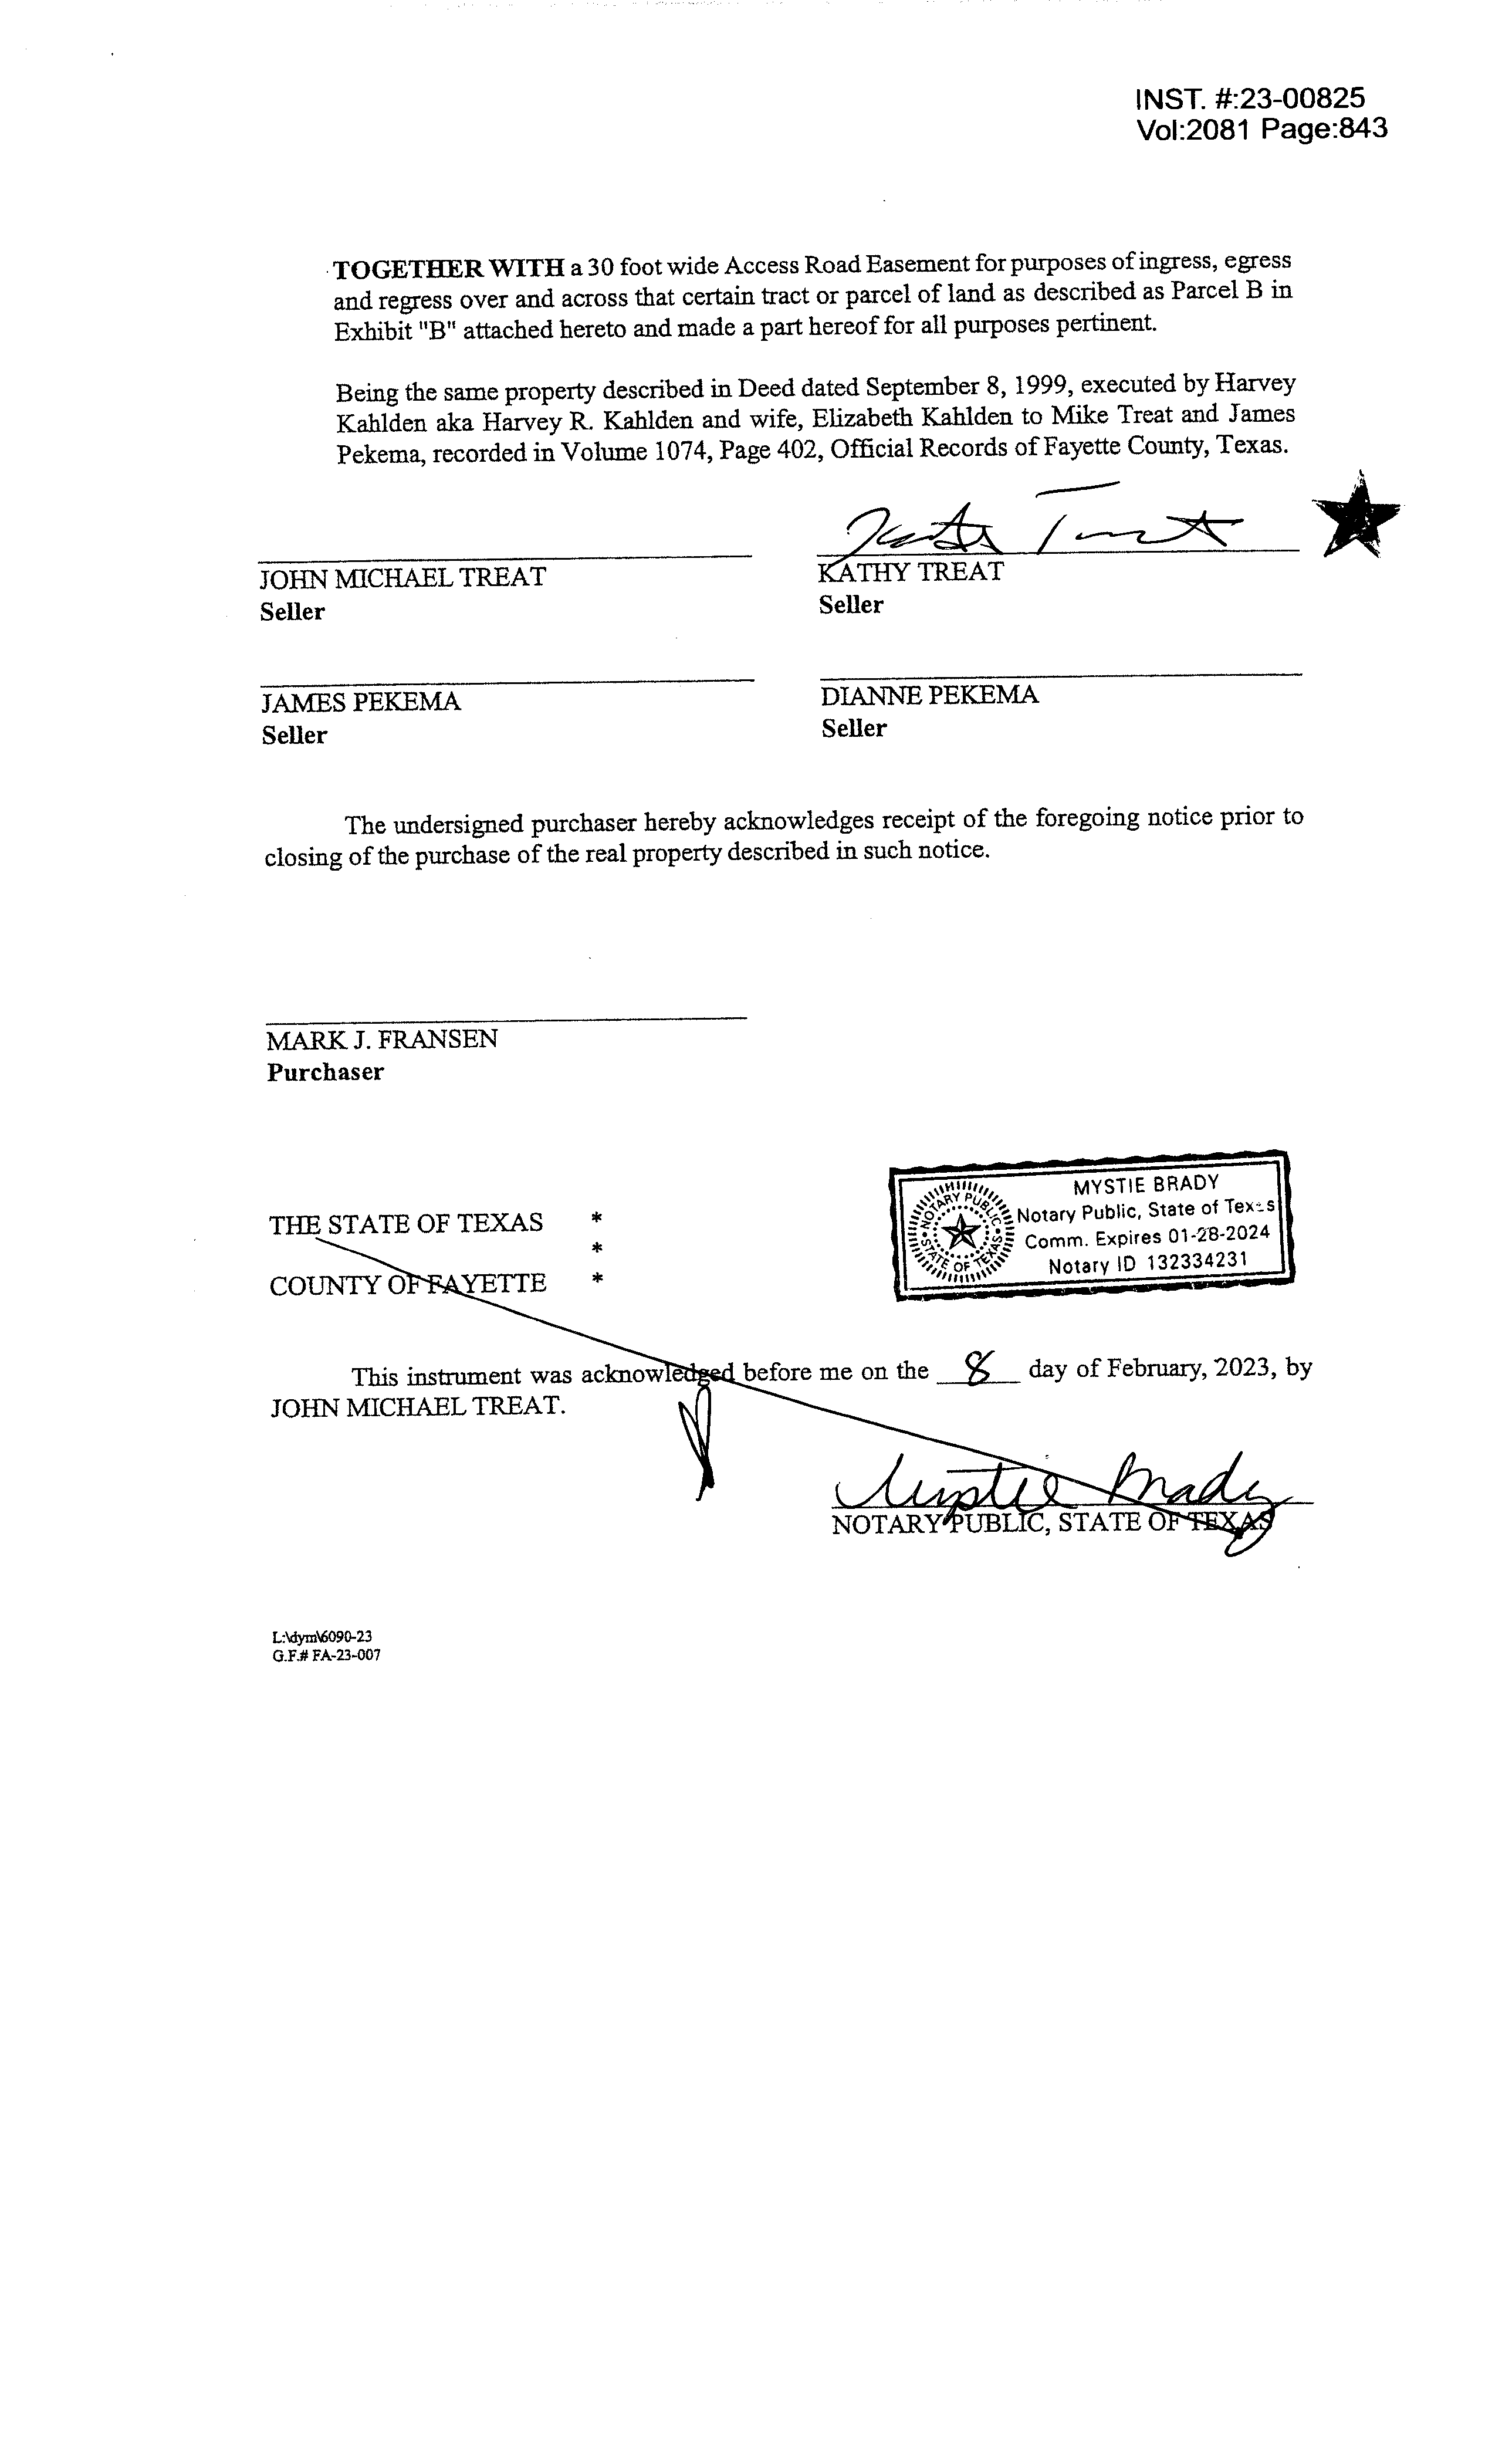 INST. #:23-00825
Vol:2081 Page:843
TOGETHER WITH a 30 foot wide Access Road Easement for purposes of ingress, egress
and regress over and across that certain tract or parcel of land as described as Parcel B in
Exhibit "B" attached hereto and made a part hereof for all purposes pertinent.
Being the same property described in Deed dated September 8, 1999, executed by Harvey
Kahlden aka Harvey R. Kahlden and wife, Elizabeth Kahlden to Mike Treat and James
Pekema, recorded in Volume 1074, Page 402, Official Records of Fayette County, Texas.
Kathy Treat
JOHN MICHAEL TREAT
Seller
KATHY TREAT
Seller
JAMES PEKEMA
Seller
DIANNE PEKEMA
Seller
The undersigned purchaser hereby acknowledges receipt of the foregoing notice prior to
closing of the purchase of the real property described in such notice.
MARK J. FRANSEN
Purchaser
THE STATE OF TEXAS *
*
COUNTY OF FAYETTE *
NOTARY PUBLIC
STATE OF TEXAS
MYSTIE BRADY
Notary Public, State of Texas
Comm. Expires 01-28-2024
Notary ID 132334231
This instrument was acknowledged before me on the 8 day of February, 2023, by
JOHN MICHAEL TREAT.
Mystie Brady
NOTARY PUBLIC, STATE OF TEXAS
L:\dym\6090-23
G.F.# FA-23-007